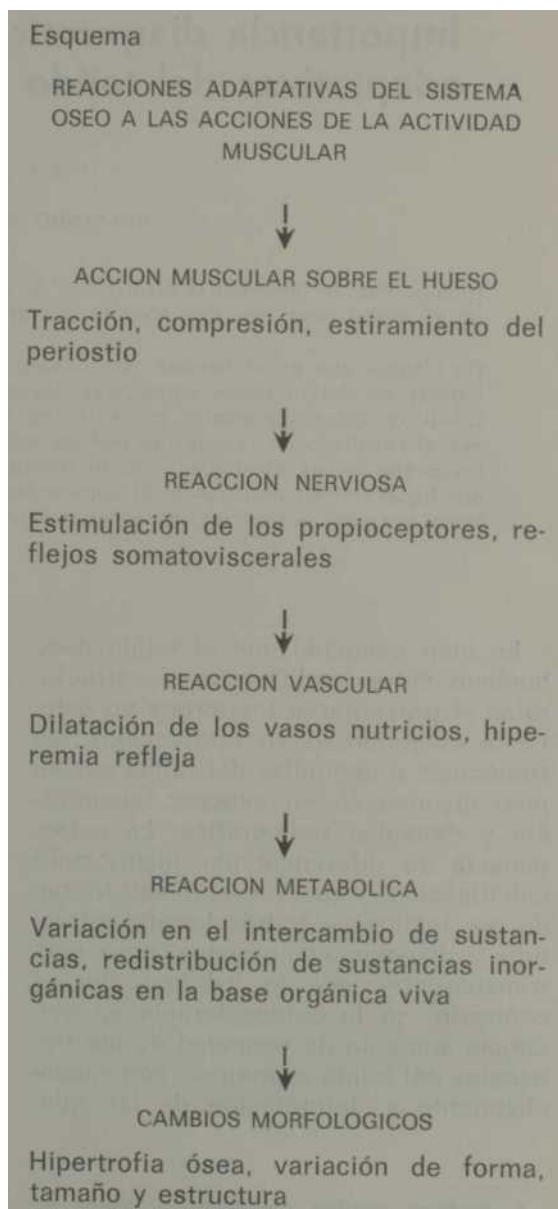 Esquema
REACCIONES ADAPTATIVAS DEL SISTEMA
OSEO A LAS ACCIONES DE LA ACTIVIDAD
MUSCULAR
ACCION MUSCULAR SOBRE EL HUESO
Tracción, compresión, estiramiento del
periostio
REACCION NERVIOSA
Estimulación de los propioceptores, re-
flejos somatoviscerales
REACCION VASCULAR
Dilatación de los vasos nutricios, hipe-
remia refleja
REACCION METABOLICA
Variación en el intercambio de sustan-
cias, redistribución de sustancias inor-
gánicas en la base orgánica viva
CAMBIOS MORFOLOGICOS
Hipertrofia ósea, variación de forma,
tamaño y estructura